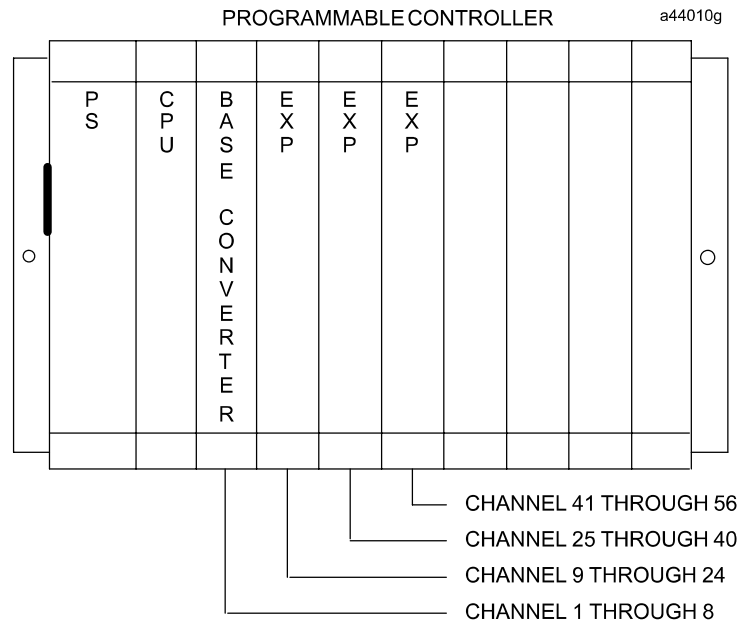 PROGRAMMABLE CONTROLLER
a44010g
PS
CPU
BASE CONVERTER
EXP
EXP
EXP
CHANNEL 41 THROUGH 56
CHANNEL 25 THROUGH 40
CHANNEL 9 THROUGH 24
CHANNEL 1 THROUGH 8